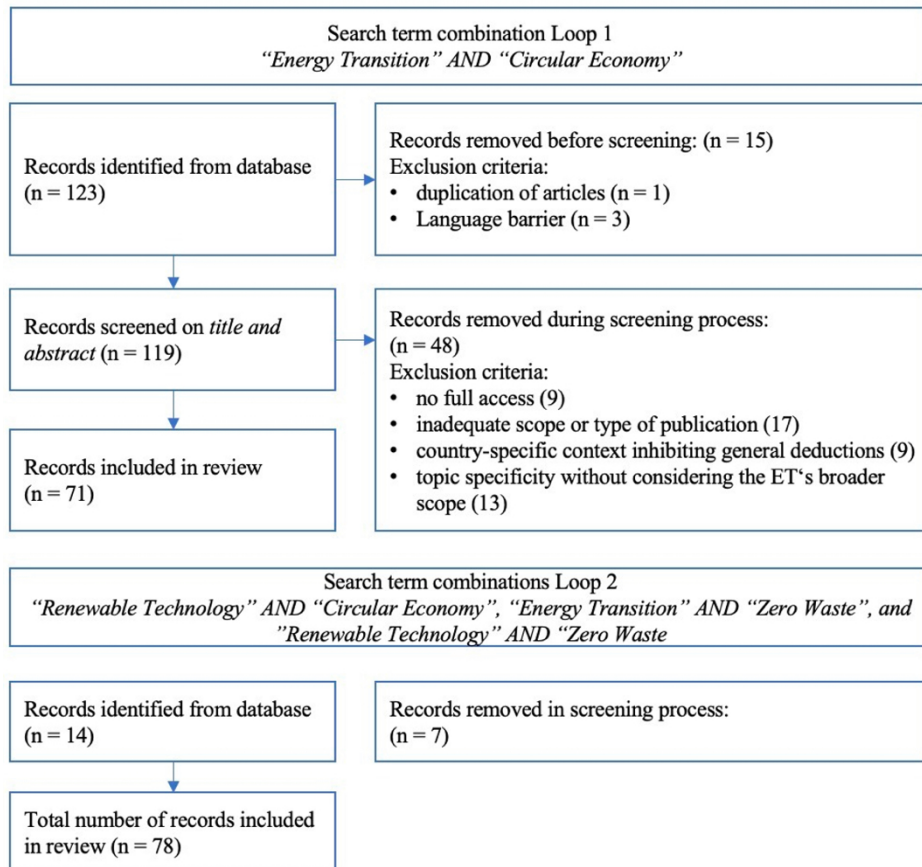 Search term combination Loop 1
“Energy Transition” AND “Circular Economy”
Records identified from database
(n = 123)
Records removed before screening: (n = 15)
Exclusion criteria:
• duplication of articles (n = 1)
• Language barrier (n = 3)
Records screened on title and
abstract (n = 119)
Records removed during screening process:
(n = 48)
Exclusion criteria:
• no full access (9)
• inadequate scope or type of publication (17)
• country-specific context inhibiting general deductions (9)
• topic specificity without considering the ET‘s broader
scope (13)
Records included in review
(n = 71)
Search term combinations Loop 2
“Renewable Technology” AND “Circular Economy”, “Energy Transition” AND “Zero Waste”, and
”Renewable Technology” AND “Zero Waste
Records identified from database
(n = 14)
Records removed in screening process:
(n = 7)
Total number of records included
in review (n = 78)